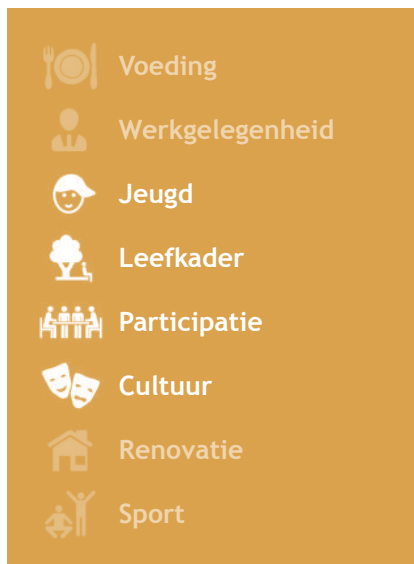 Voeding
Werkgelegenheid
Jeugd
Leefkader
Participatie
Cultuur
Renovatie
Sport